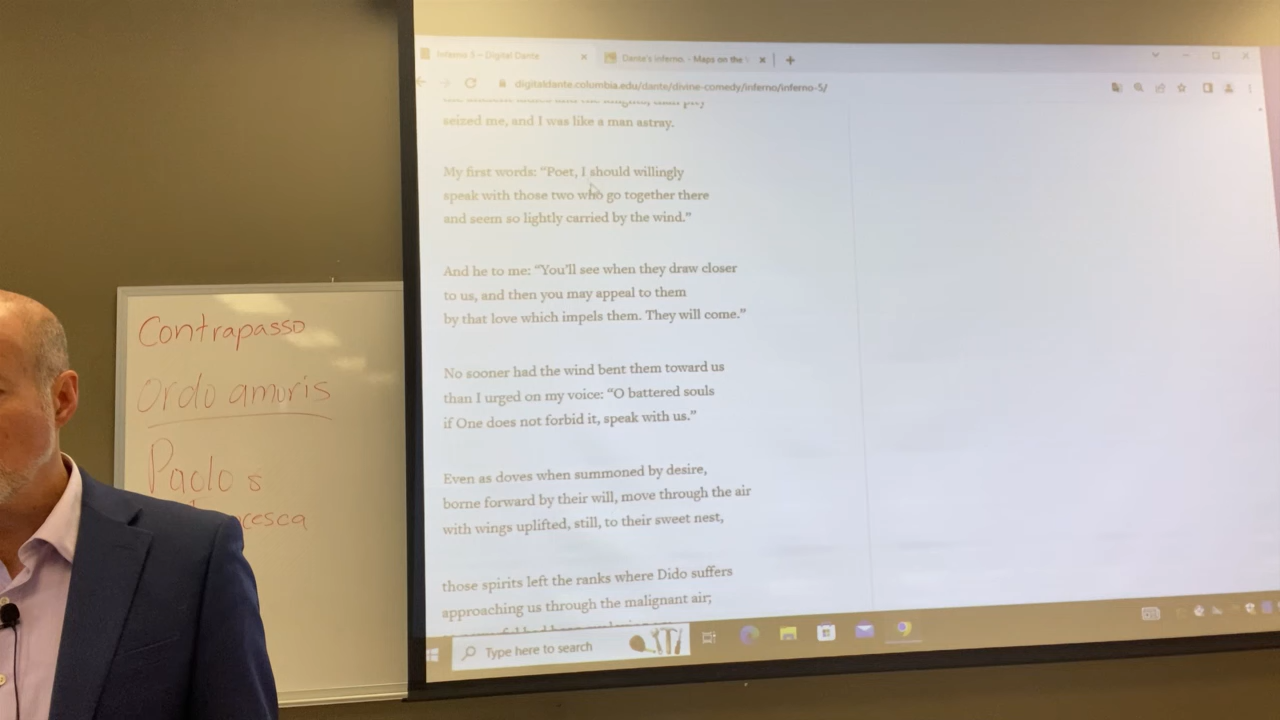 Inferno 5 – Digital Dante
Dante's Inferno - Maps on the
digitaldante.columbia.edu/dante/divine-comedy/inferno/inferno-5/
seized me, and I was like a man astray.
My first words: “Poet, I should willingly
speak with those two who go together there
and seem so lightly carried by the wind.”
And he to me: “You’ll see when they draw closer
to us, and then you may appeal to them
by that love which impels them. They will come.”
No sooner had the wind bent them toward us
than I urged on my voice: “O battered souls
if One does not forbid it, speak with us.”
Even as doves when summoned by desire,
borne forward by their will, move through the air
with wings uplifted, still, to their sweet nest,
those spirits left the ranks where Dido suffers
approaching us through the malignant air;
Type here to search
Contrapasso
Ordo amoris
Paolo